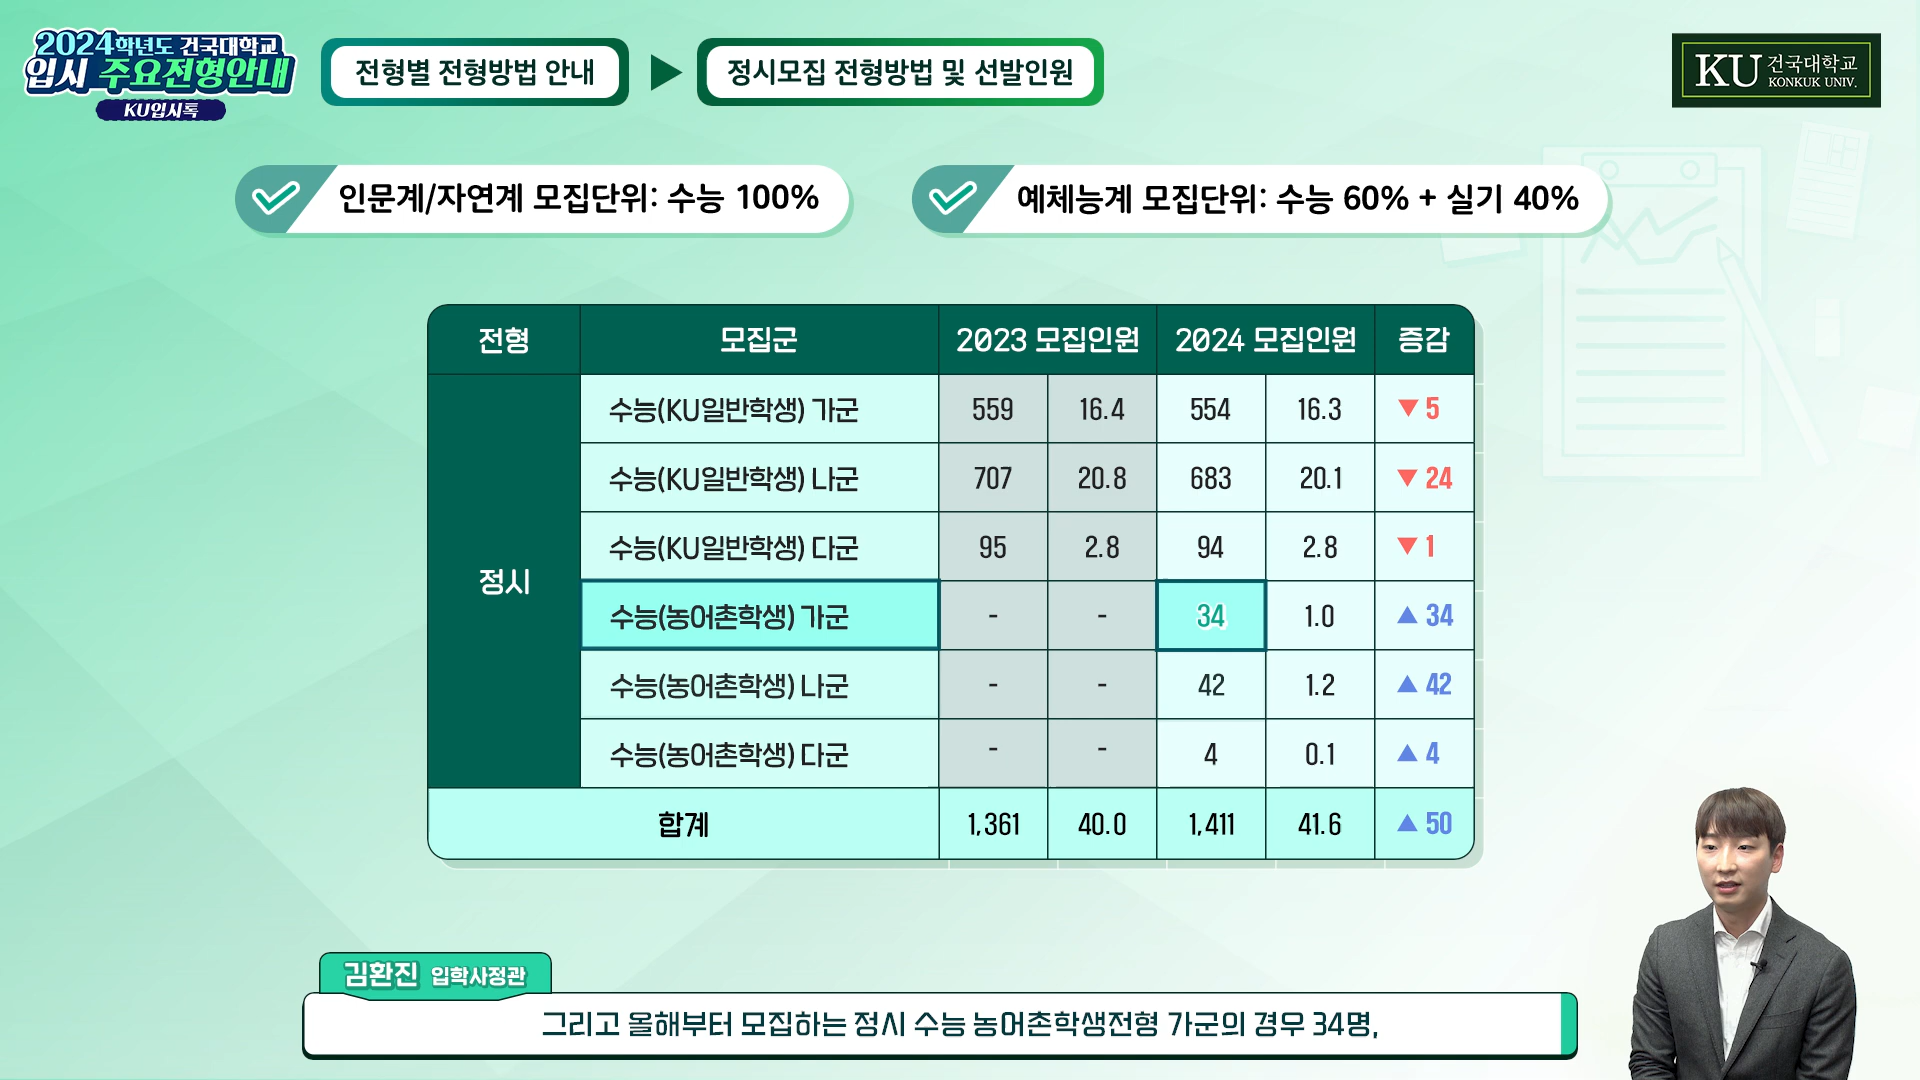 2024학년도 건국대학교
입시 주요전형안내
KU입시톡
전형별 전형방법 안내
정시모집 전형방법 및 선발인원
KU 건국대학교
KONKUK UNIV.
인문계/자연계 모집단위: 수능 100%
예체능계 모집단위: 수능 60% + 실기 40%
전형 모집군 2023 모집인원 2024 모집인원 증감
정시
수능(KU일반학생) 가군 559 16.4 554 16.3 ▼ 5
수능(KU일반학생) 나군 707 20.8 683 20.1 ▼ 24
수능(KU일반학생) 다군 95 2.8 94 2.8 ▼ 1
수능(농어촌학생) 가군 - - 34 1.0 ▲ 34
수능(농어촌학생) 나군 - - 42 1.2 ▲ 42
수능(농어촌학생) 다군 - - 4 0.1 ▲ 4
합계 1,361 40.0 1,411 41.6 ▲ 50
김환진 입학사정관
그리고 올해부터 모집하는 정시 수능 농어촌학생전형 가군의 경우 34명,